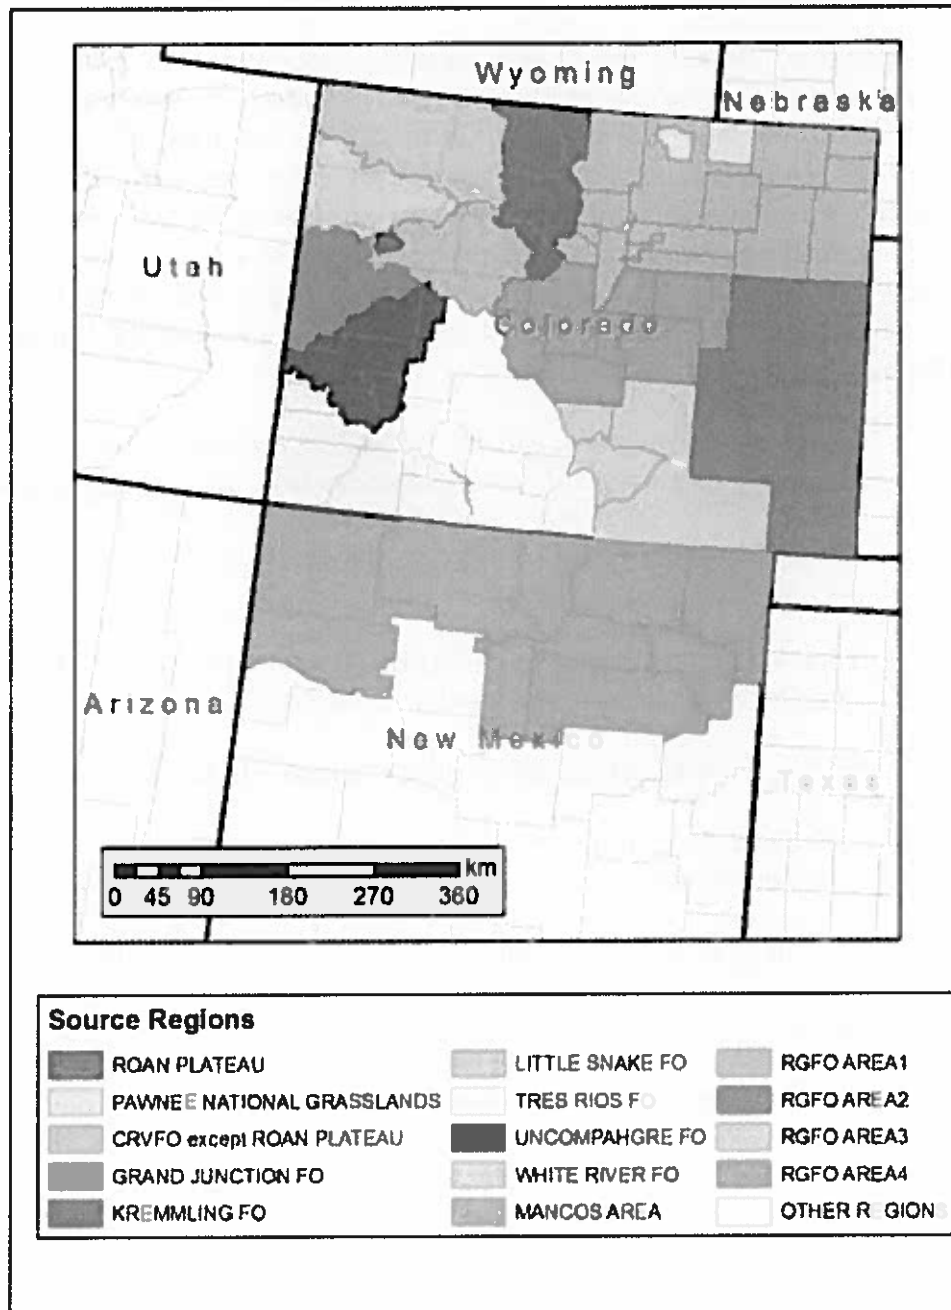 Wyoming
Nebraska
Utah
Colorado
Arizona
New Mexico
Texas
km
0 45 90 180 270 360
Source Regions
ROAN PLATEAU
PAWNEE NATIONAL GRASSLANDS
CRVFO except ROAN PLATEAU
GRAND JUNCTION FO
KREMMLING FO
LITTLE SNAKE FO
TRES RIOS FO
UNCOMPAHGRE FO
WHITE RIVER FO
MANCOS AREA
RGFO AREA1
RGFO AREA2
RGFO AREA3
RGFO AREA4
OTHER REGIONS